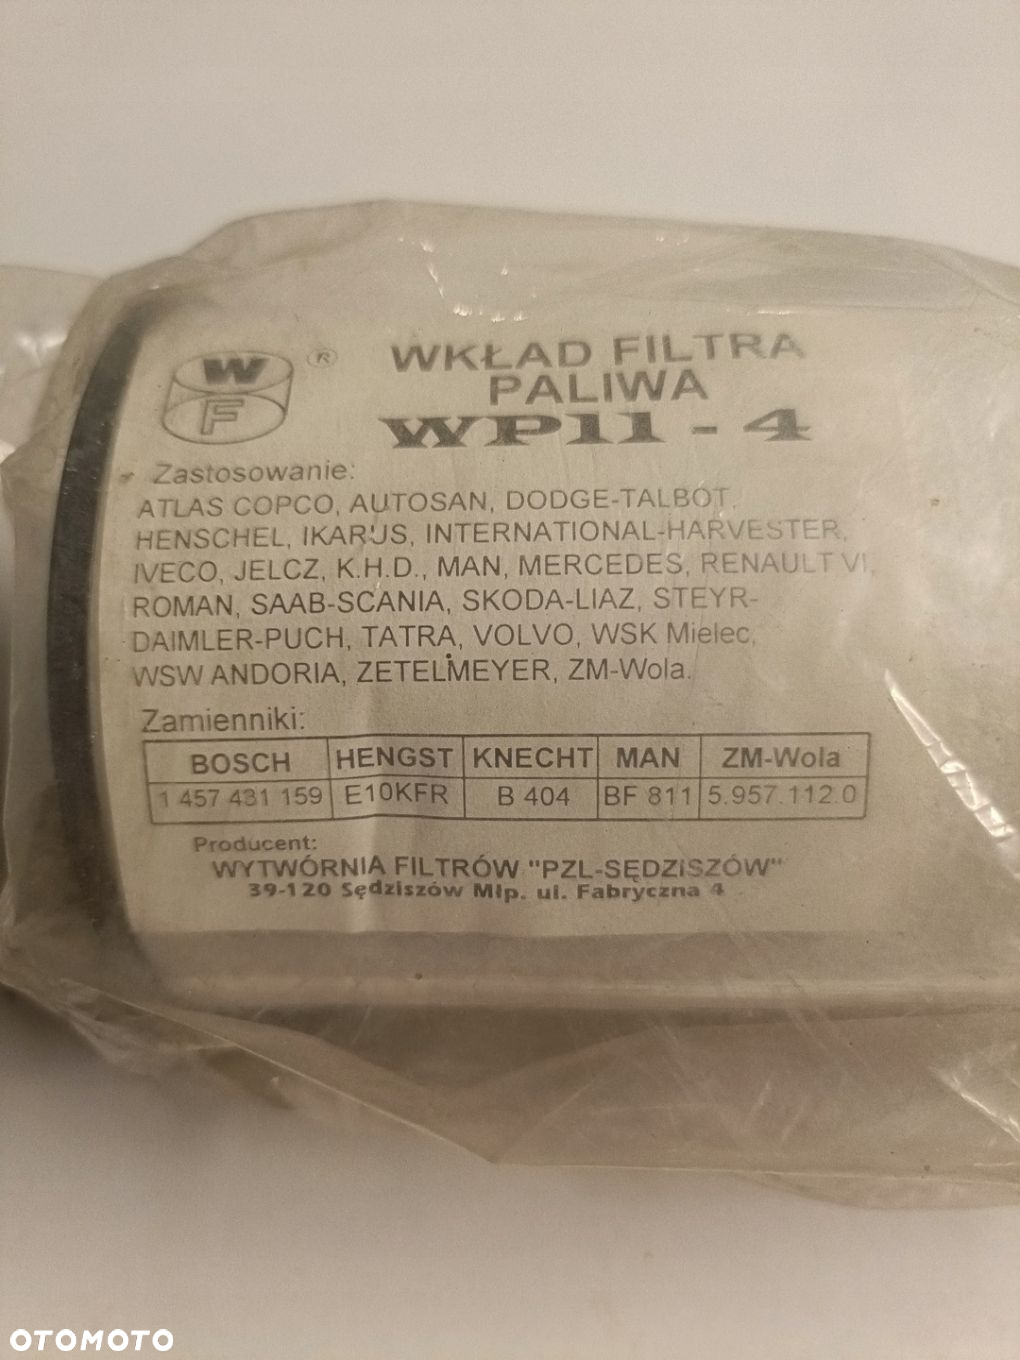 W
F
®
WKŁAD FILTRA
PALIWA
WP11-4
Zastosowanie:
ATLAS COPCO, AUTOSAN, DODGE-TALBOT,
HENSCHEL, IKARUS, INTERNATIONAL-HARVESTER,
IVECO, JELCZ, K.H.D., MAN, MERCEDES, RENAULT VI,
ROMAN, SAAB-SCANIA, SKODA-LIAZ, STEYR-
DAIMLER-PUCH, TATRA, VOLVO, WSK Mielec,
WSW ANDORIA, ZETELMEYER, ZM-Wola.
Zamienniki:
BOSCH HENGST KNECHT MAN ZM-Wola
1 457 431 159 E10KFR B 404 BF 811 5.957.112.0
Producent:
WYTWÓRNIA FILTRÓW "PZL-SĘDZISZÓW"
39-120 Sędziszów Młp. ul. Fabryczna 4
OTOMOTO